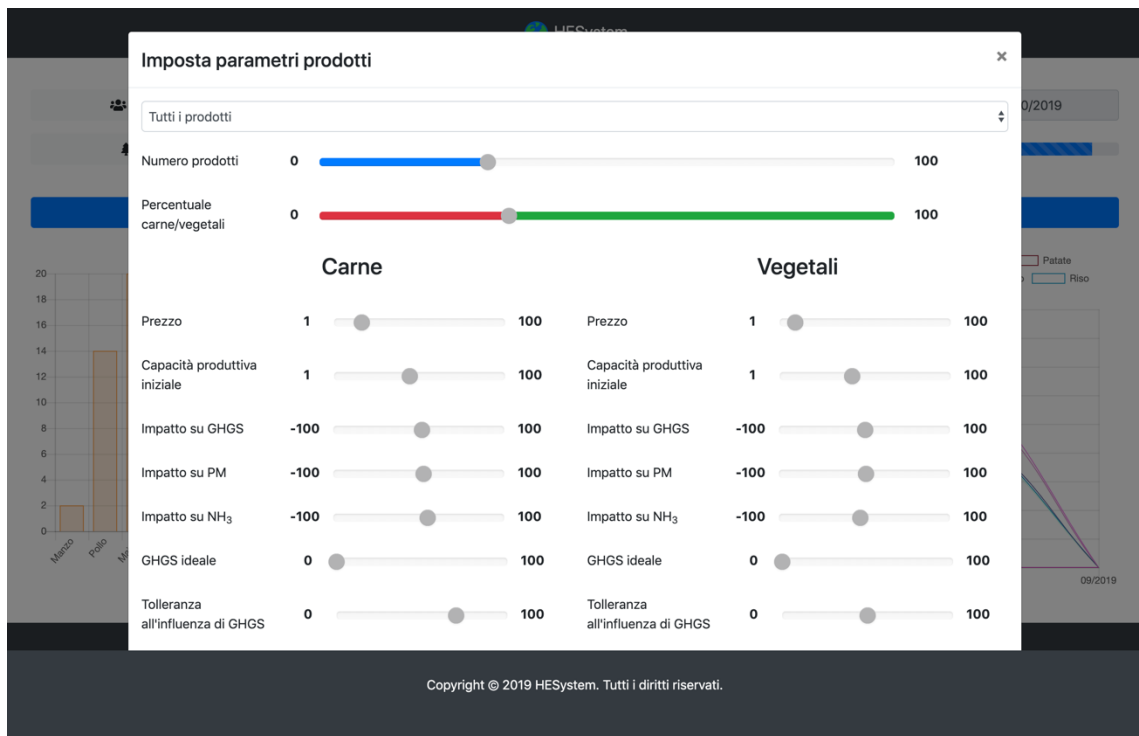 HESystem
Imposta parametri prodotti
×
0/2019
Tutti i prodotti
Numero prodotti 0 100
Percentuale
carne/vegetali 0 100
Carne Vegetali
Patate
Riso
Prezzo 1 100 Prezzo 1 100
Capacità produttiva
iniziale 1 100
Capacità produttiva
iniziale 1 100
Impatto su GHGS -100 100 Impatto su GHGS -100 100
Impatto su PM -100 100 Impatto su PM -100 100
Impatto su NH₃ -100 100 Impatto su NH₃ -100 100
GHGS ideale 0 100 GHGS ideale 0 100
Tolleranza
all'influenza di GHGS 0 100
Tolleranza
all'influenza di GHGS 0 100
20
18
16
14
12
10
8
6
4
2
0
Manzo Pollo
09/2019
Copyright © 2019 HESystem. Tutti i diritti riservati.